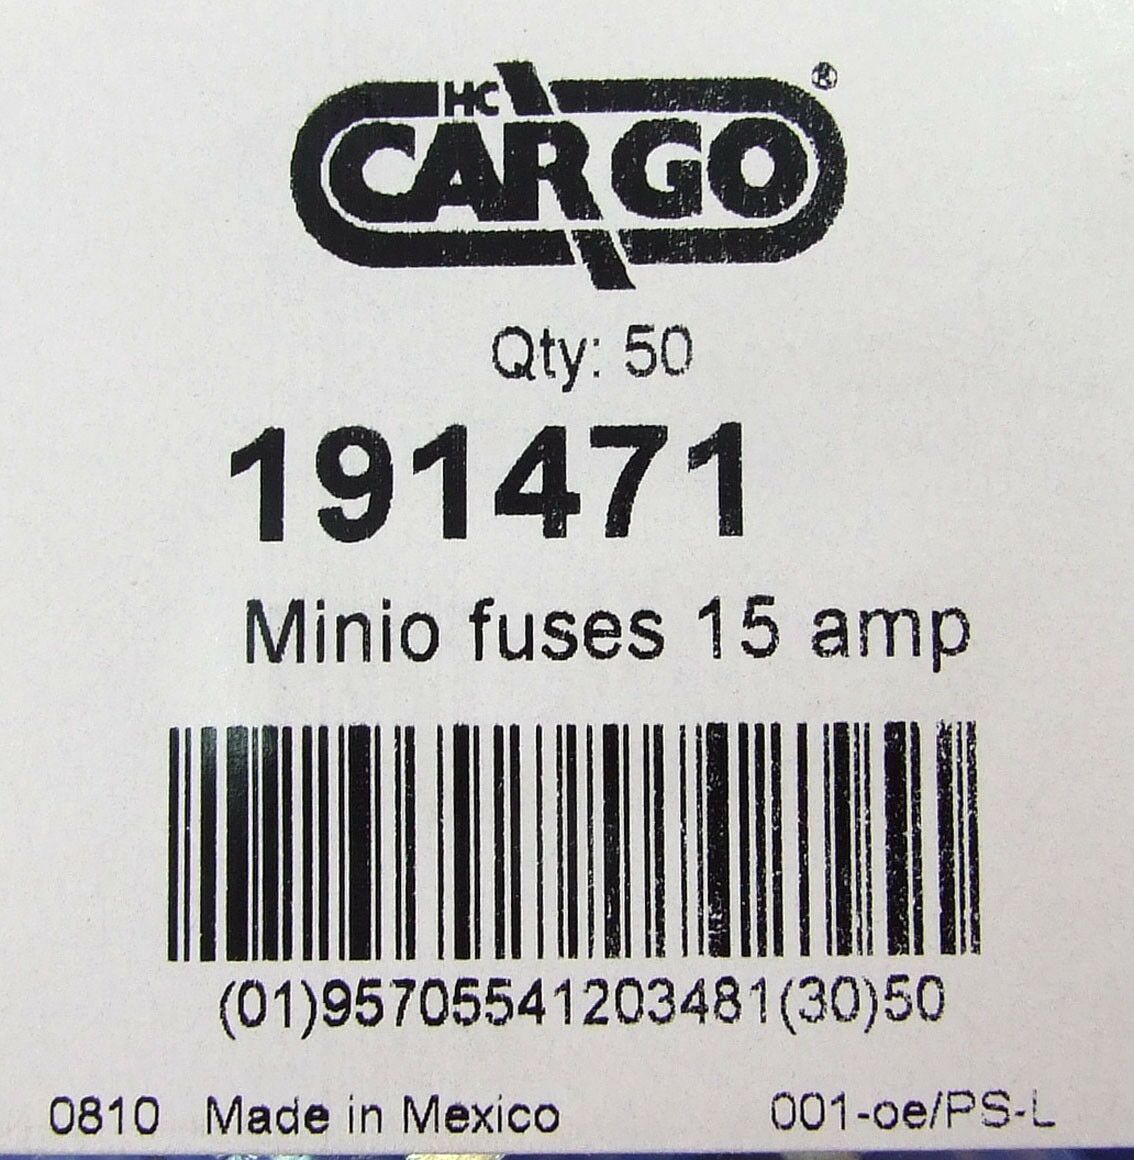 HC
CARGO®
Qty: 50
191471
Minio fuses 15 amp
(01)95705541203481(30)50
0810 Made in Mexico 001-oe/PS-L